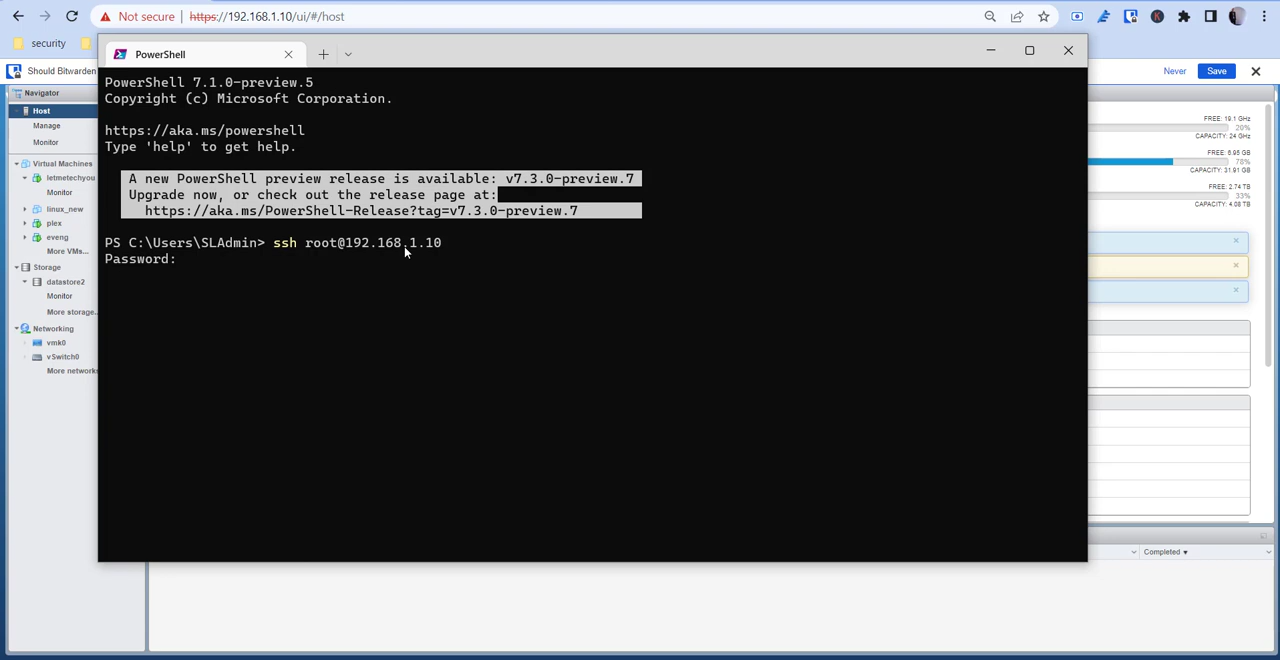 Not secure
https://192.168.1.10/ui/#/host
security
PowerShell
Should Bitwarden
Never
Save
PowerShell 7.1.0-preview.5
Copyright (c) Microsoft Corporation.
https://aka.ms/powershell
Type 'help' to get help.
A new PowerShell preview release is available: v7.3.0-preview.7
Upgrade now, or check out the release page at:
https://aka.ms/PowerShell-Release?tag=v7.3.0-preview.7
PS C:\Users\SLAdmin> ssh root@192.168.1.10
Password:
Navigator
Host
Manage
Monitor
Virtual Machines
letmetechyou
Monitor
linux_new
plex
eveng
More VMs...
Storage
datastore2
Monitor
More storage..
Networking
vmk0
vSwitch0
More network
FREE: 19.1 GHz
20%
CAPACITY: 24 GHz
FREE: 6.95 GB
78%
CAPACITY: 31.91 GB
FREE: 2.74 TB
33%
CAPACITY: 4.08 TB
Completed